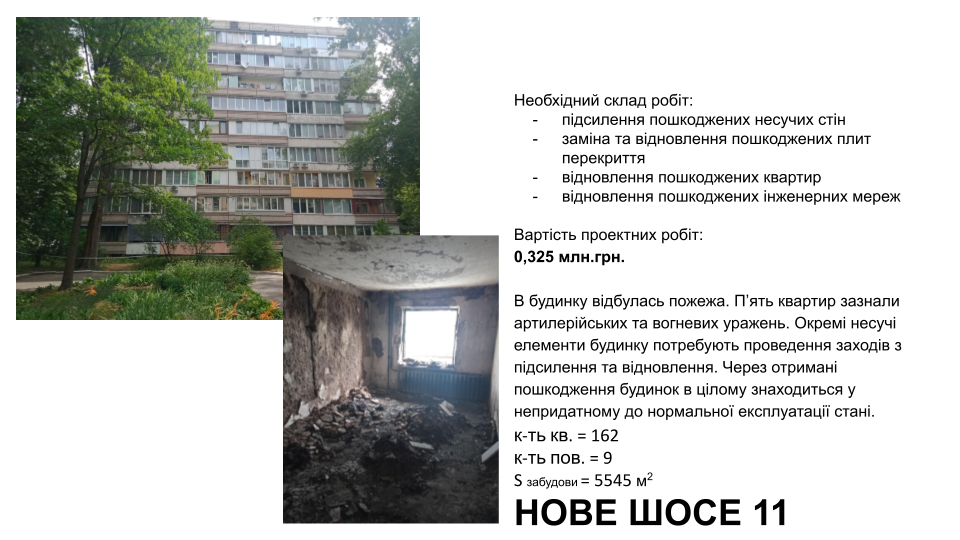 Необхідний склад робіт:
- підсилення пошкоджених несучих стін
- заміна та відновлення пошкоджених плит
перекриття
- відновлення пошкоджених квартир
- відновлення пошкоджених інженерних мереж
Вартість проектних робіт:
0,325 млн.грн.
В будинку відбулась пожежа. П’ять квартир зазнали
артилерійських та вогневих уражень. Окремі несучі
елементи будинку потребують проведення заходів з
підсилення та відновлення. Через отримані
пошкодження будинок в цілому знаходиться у
непридатному до нормальної експлуатації стані.
к-ть кв. = 162
к-ть пов. = 9
S забудови = 5545 м²
НОВЕ ШОСЕ 11